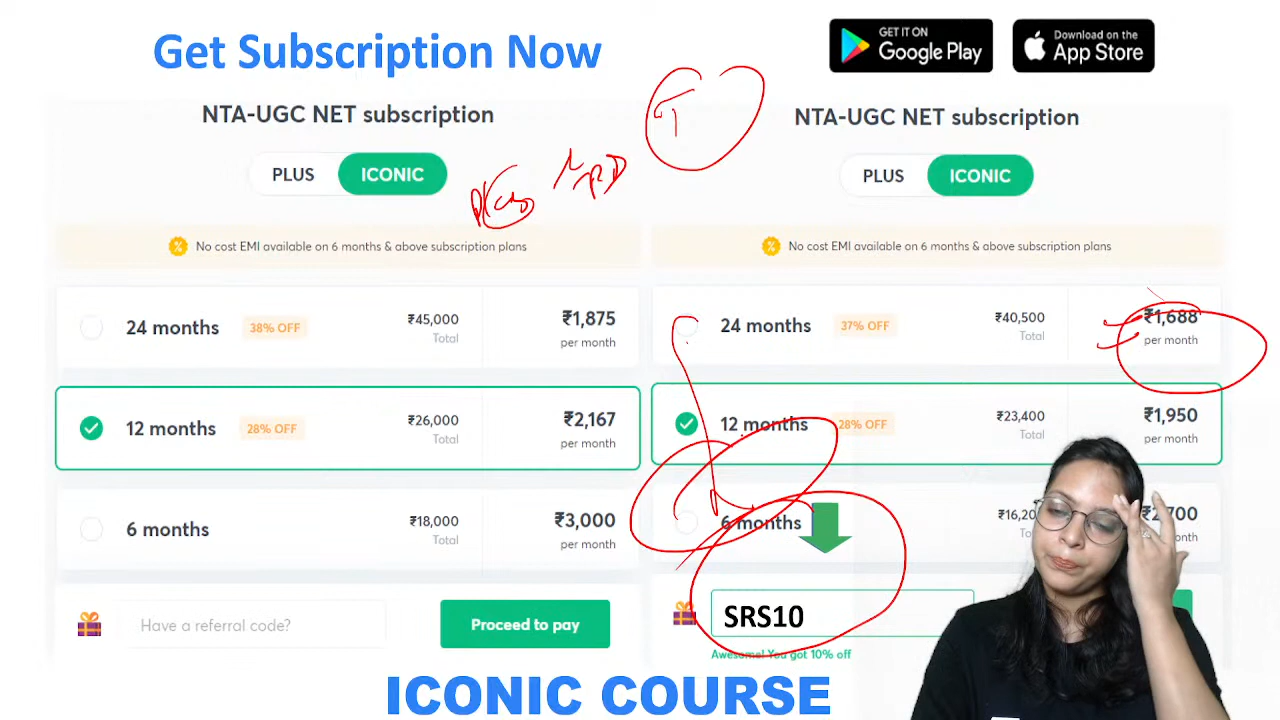 Get Subscription Now
GET IT ON
Google Play
Download on the
App Store
NTA-UGC NET subscription
PLUS
ICONIC
No cost EMI available on 6 months & above subscription plans
24 months
38% OFF
₹45,000
Total
₹1,875
per month
12 months
28% OFF
₹26,000
Total
₹2,167
per month
6 months
₹18,000
Total
₹3,000
per month
Have a referral code?
Proceed to pay
NTA-UGC NET subscription
PLUS
ICONIC
No cost EMI available on 6 months & above subscription plans
24 months
37% OFF
₹40,500
Total
₹1,688
per month
12 months
28% OFF
₹23,400
Total
₹1,950
per month
6 months
SRS10
Awesome! You got 10% off
ICONIC COURSE